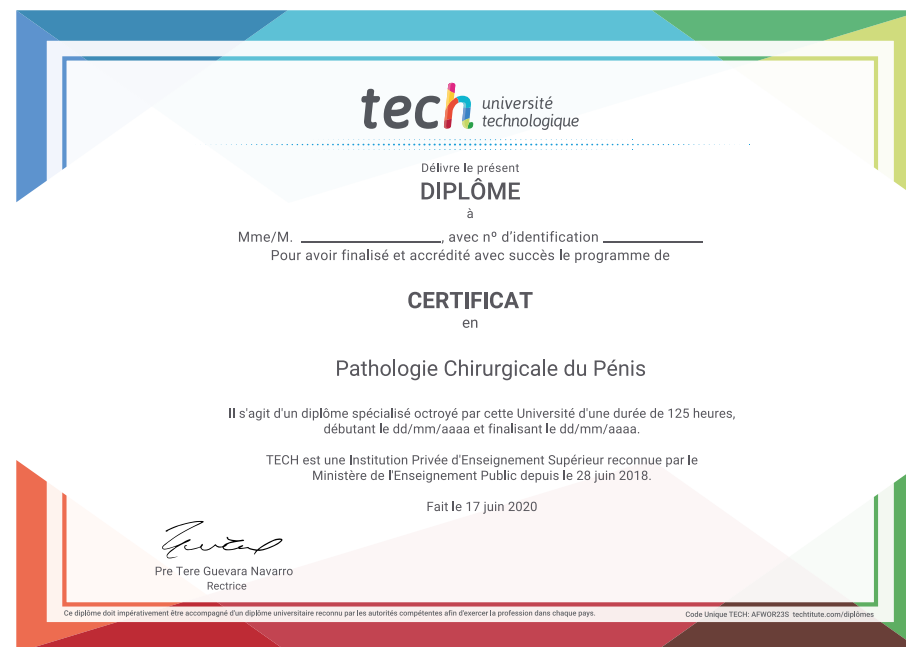 tech université
technologique
Délivre le présent
DIPLÔME
à
Mme/M. ____________________, avec nº d'identification ______________
Pour avoir finalisé et accrédité avec succès le programme de
CERTIFICAT
en
Pathologie Chirurgicale du Pénis
Il s'agit d'un diplôme spécialisé octroyé par cette Université d'une durée de 125 heures,
débutant le dd/mm/aaaa et finalisant le dd/mm/aaaa.
TECH est une Institution Privée d'Enseignement Supérieur reconnue par le
Ministère de l'Enseignement Public depuis le 28 juin 2018.
Fait le 17 juin 2020
Pre Tere Guevara Navarro
Rectrice
Ce diplôme doit impérativement être accompagné d'un diplôme universitaire reconnu par les autorités compétentes afin d'exercer la profession dans chaque pays.
Code Unique TECH: AFWOR23S techtitute.com/diplômes